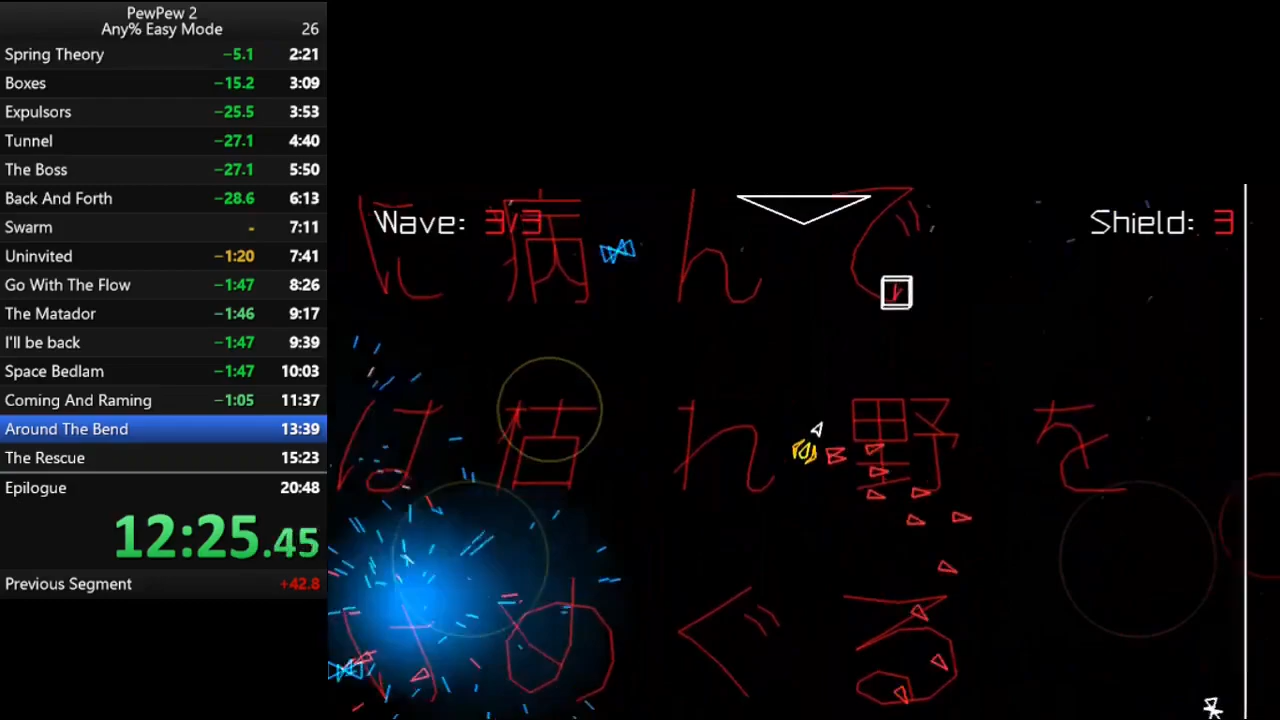 PewPew 2
Any% Easy Mode 26
Spring Theory −5.1 2:21
Boxes −15.2 3:09
Expulsors −25.5 3:53
Tunnel −27.1 4:40
The Boss −27.1 5:50
Back And Forth −28.6 6:13
Swarm - 7:11
Uninvited −1:20 7:41
Go With The Flow −1:47 8:26
The Matador −1:46 9:17
I'll be back −1:47 9:39
Space Bedlam −1:47 10:03
Coming And Raming −1:05 11:37
Around The Bend 13:39
The Rescue 15:23
Epilogue 20:48
12:25.45
Previous Segment +42.8
Wave: 3/3
Shield: 3
に病んで
は枯れ野を
けめぐる